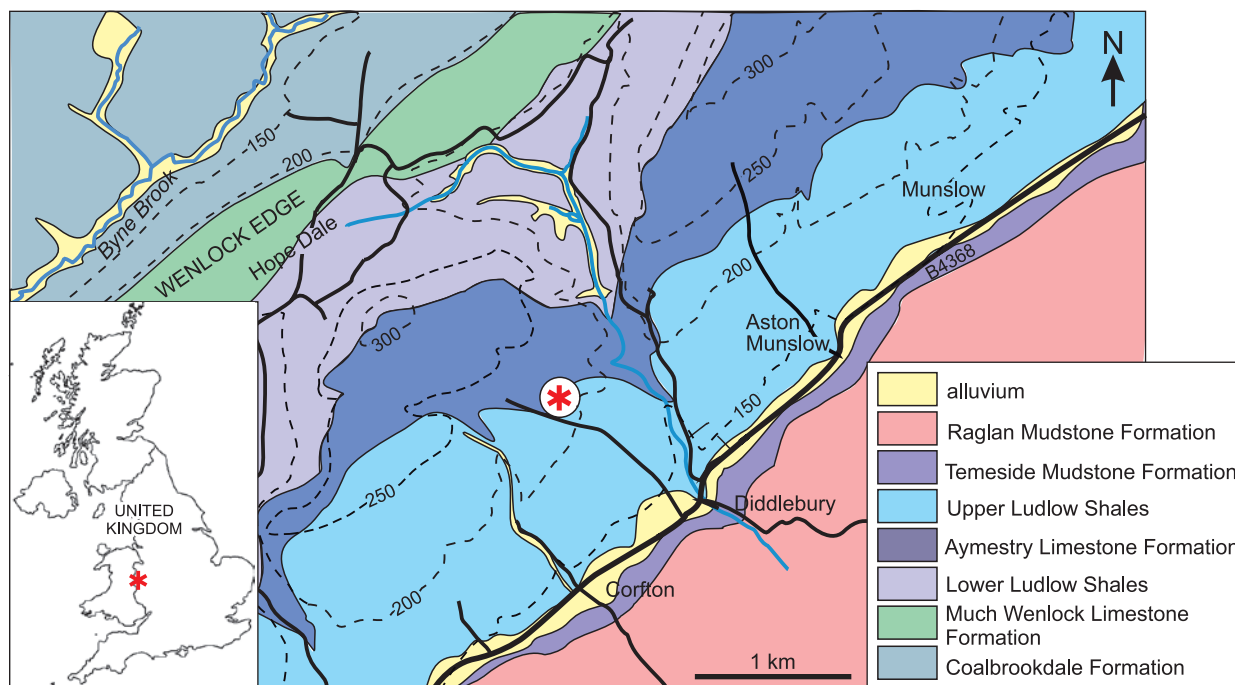 N
300
150
200
250
Munslow
Byne Brook
WENLOCK EDGE
Hope Dale
B4368
200
300
Aston
Munslow
150
250
Diddlebury
200
Corfton
1 km
UNITED
KINGDOM
alluvium
Raglan Mudstone Formation
Temeside Mudstone Formation
Upper Ludlow Shales
Aymestry Limestone Formation
Lower Ludlow Shales
Much Wenlock Limestone
Formation
Coalbrookdale Formation